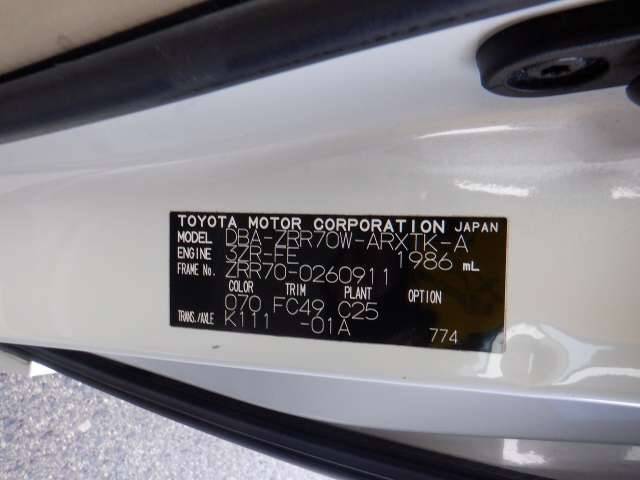 TOYOTA MOTOR CORPORATION JAPAN
MODEL DBA-ZRR70W-ARXTK-A
ENGINE 3ZR-FE 1986 mL
FRAME No. ZRR70-0260911
COLOR TRIM PLANT OPTION
070 FC49 C25
TRANS./AXLE K111 -01A
774